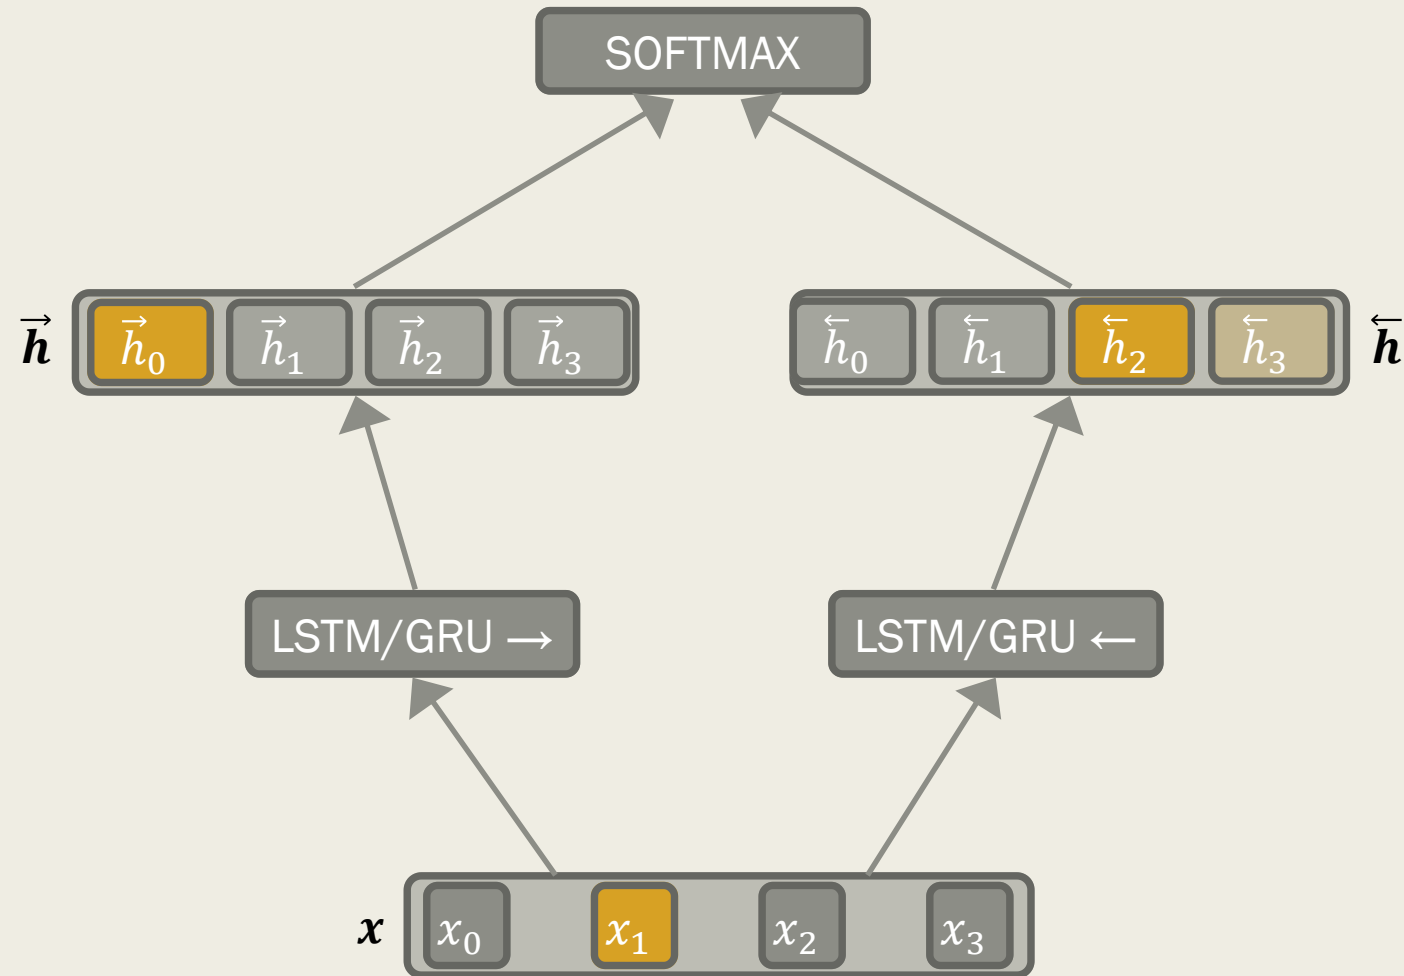 SOFTMAX
h⃗ h⃗₀ h⃗₁ h⃗₂ h⃗₃
h⃖₀ h⃖₁ h⃖₂ h⃖₃ h⃖
LSTM/GRU →
LSTM/GRU ←
x x₀ x₁ x₂ x₃